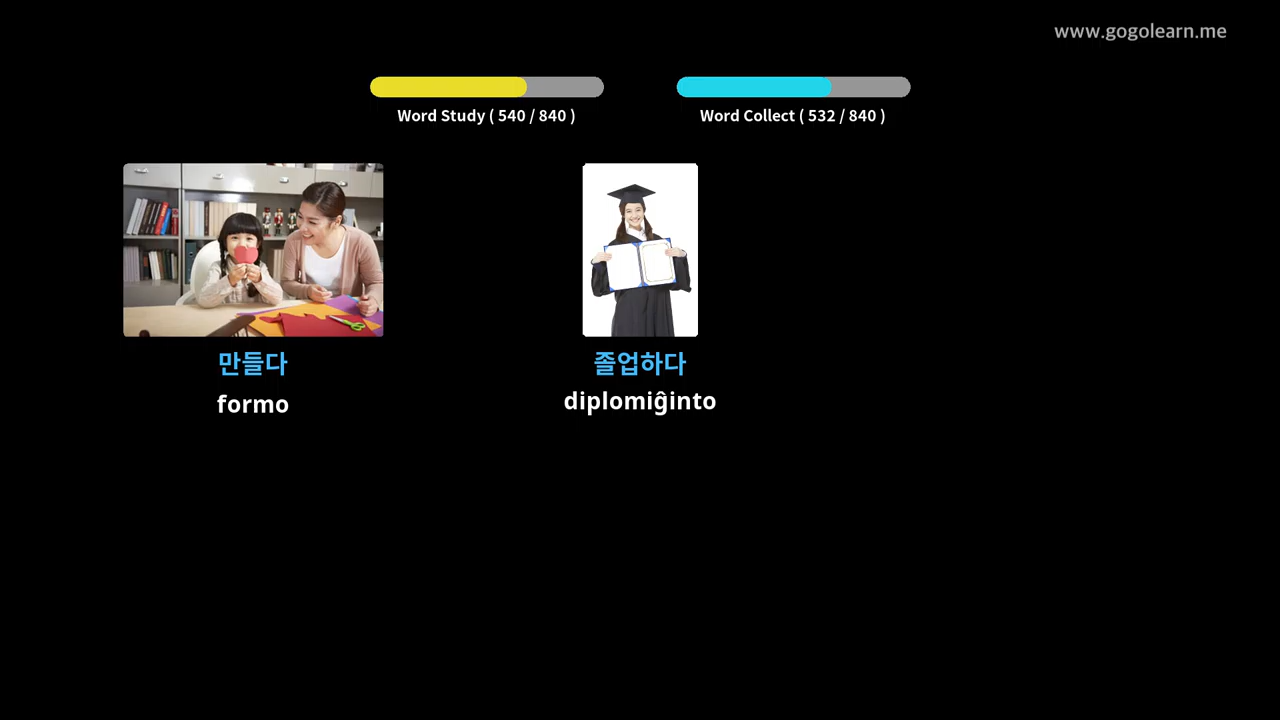 www.gogolearn.me
Word Study ( 540 / 840 )
Word Collect ( 532 / 840 )
만들다
formo
졸업하다
diplomiĝinto